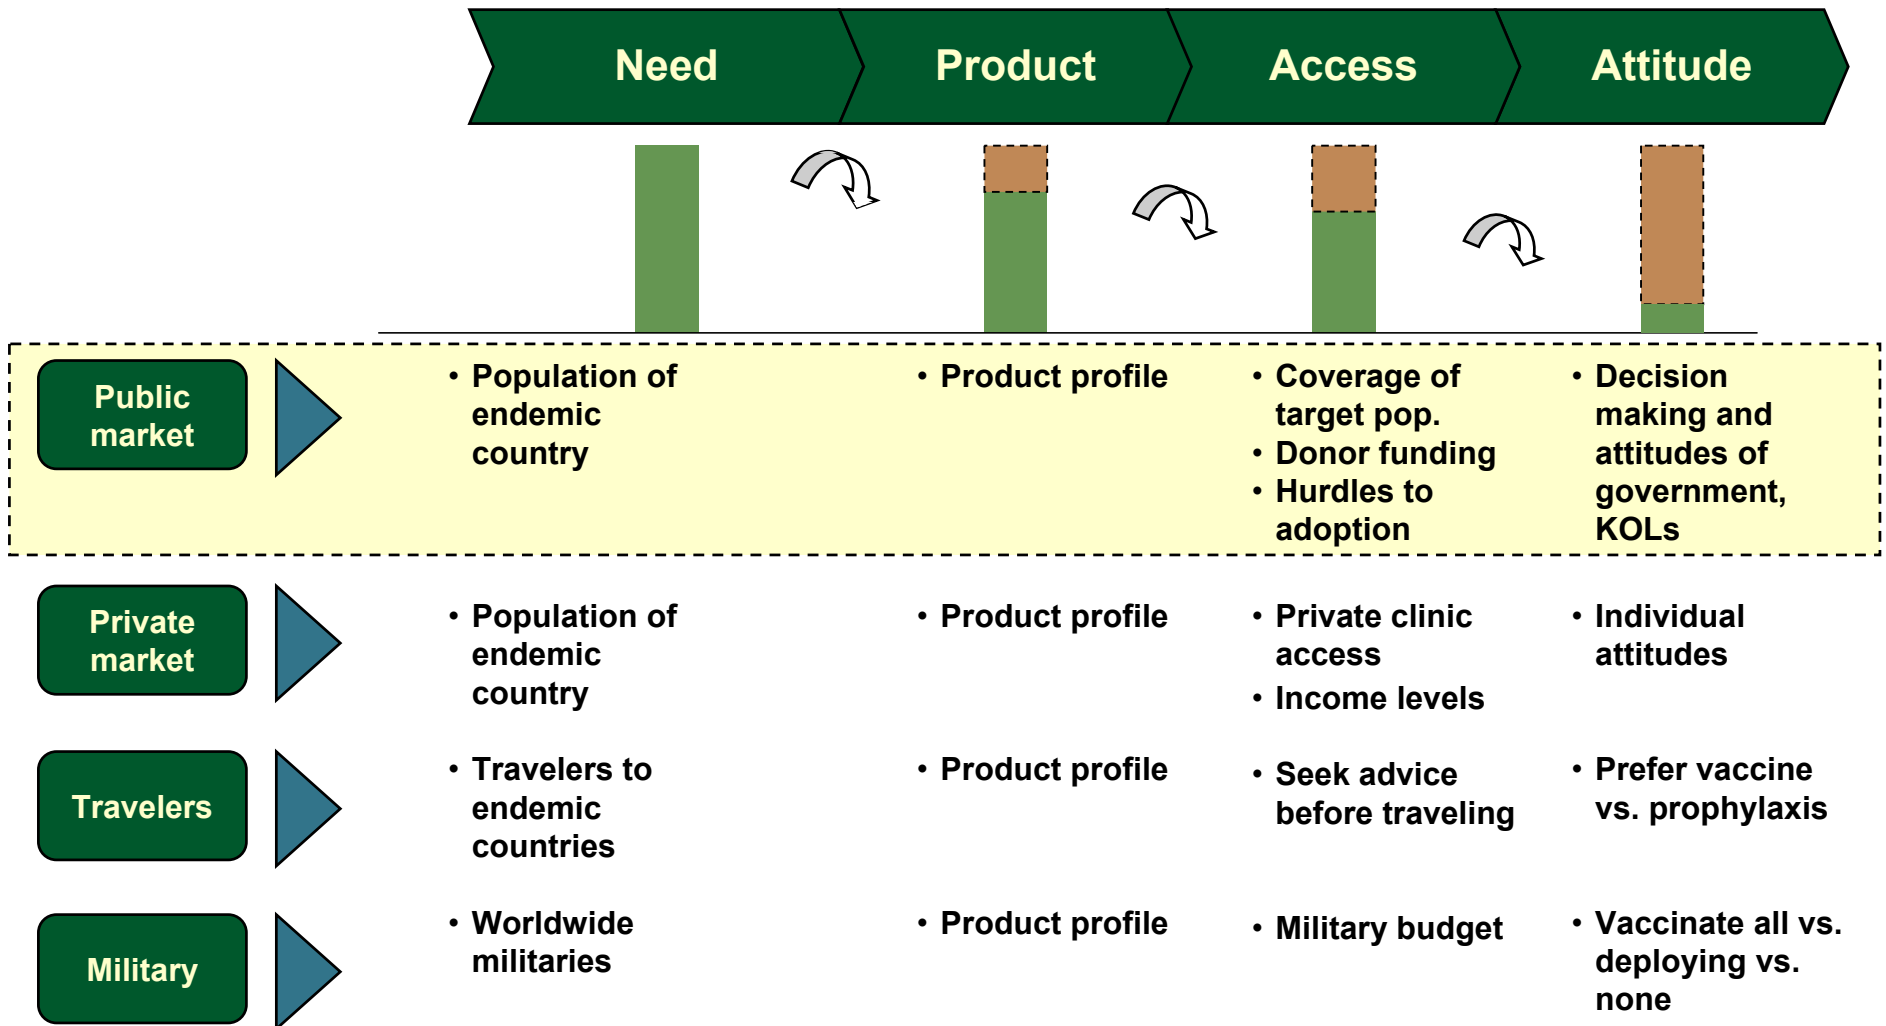 Need
Product
Access
Attitude
Public
market
• Population of
endemic
country
• Product profile
• Coverage of
target pop.
• Donor funding
• Hurdles to
adoption
• Decision
making and
attitudes of
government,
KOLs
Private
market
• Population of
endemic
country
• Product profile
• Private clinic
access
• Income levels
• Individual
attitudes
Travelers
• Travelers to
endemic
countries
• Product profile
• Seek advice
before traveling
• Prefer vaccine
vs. prophylaxis
Military
• Worldwide
militaries
• Product profile
• Military budget
• Vaccinate all vs.
deploying vs.
none